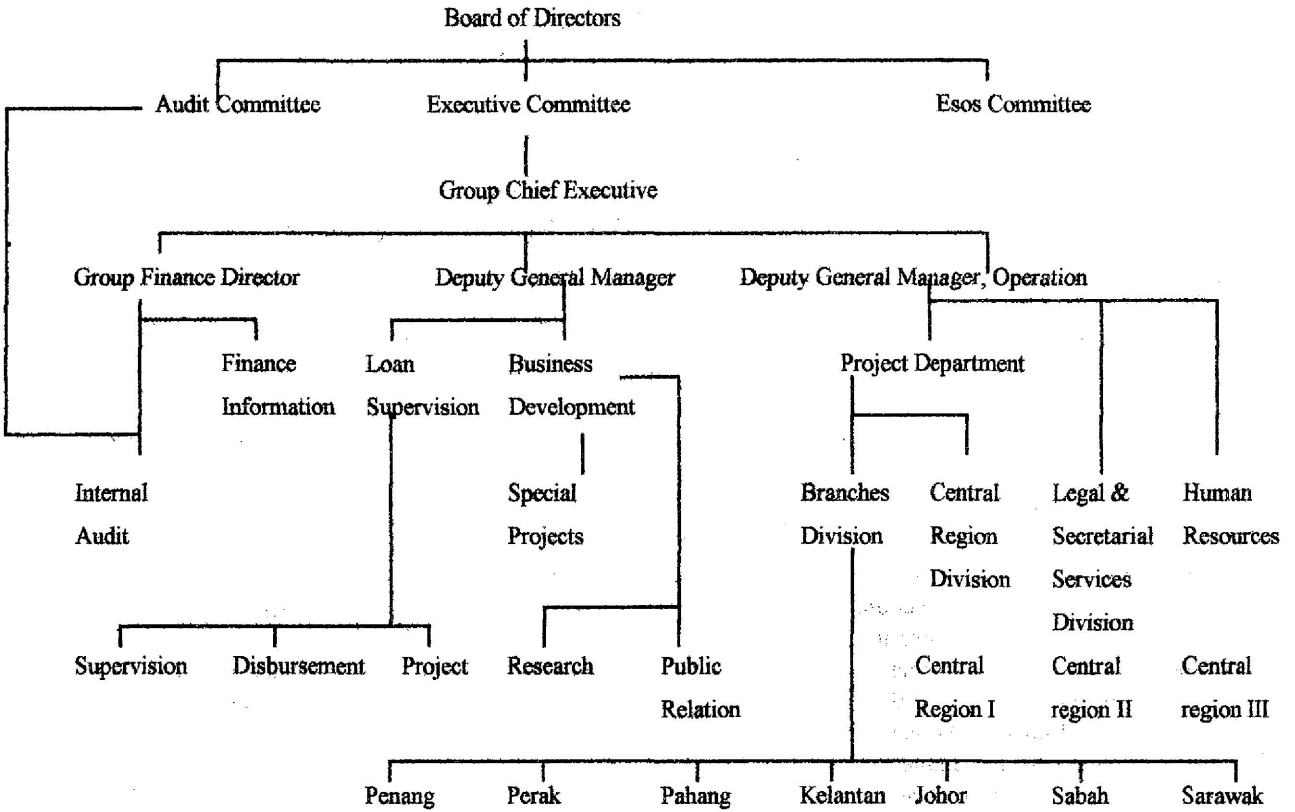 Board of Directors
Audit Committee
Executive Committee
Esos Committee
Group Chief Executive
Group Finance Director
Deputy General Manager
Deputy General Manager, Operation
Finance
Information
Loan
Supervision
Business
Development
Project Department
Internal
Audit
Special
Projects
Branches
Division
Central
Region
Division
Legal &
Secretarial
Services
Division
Human
Resources
Supervision
Disbursement
Project
Research
Public
Relation
Central
Region I
Central
region II
Central
region III
Penang
Perak
Pahang
Kelantan
Johor
Sabah
Sarawak